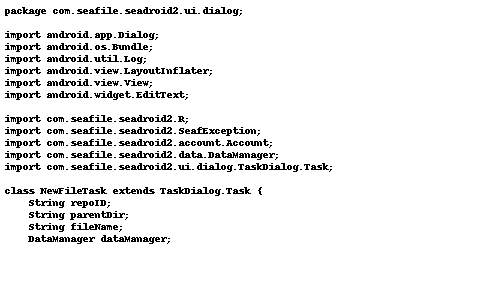 package com.seafile.seadroid2.ui.dialog;

import android.app.Dialog;
import android.os.Bundle;
import android.util.Log;
import android.view.LayoutInflater;
import android.view.View;
import android.widget.EditText;

import com.seafile.seadroid2.R;
import com.seafile.seadroid2.SeafException;
import com.seafile.seadroid2.account.Account;
import com.seafile.seadroid2.data.DataManager;
import com.seafile.seadroid2.ui.dialog.TaskDialog.Task;

class NewFileTask extends TaskDialog.Task {
    String repoID;
    String parentDir;
    String fileName;
    DataManager dataManager;